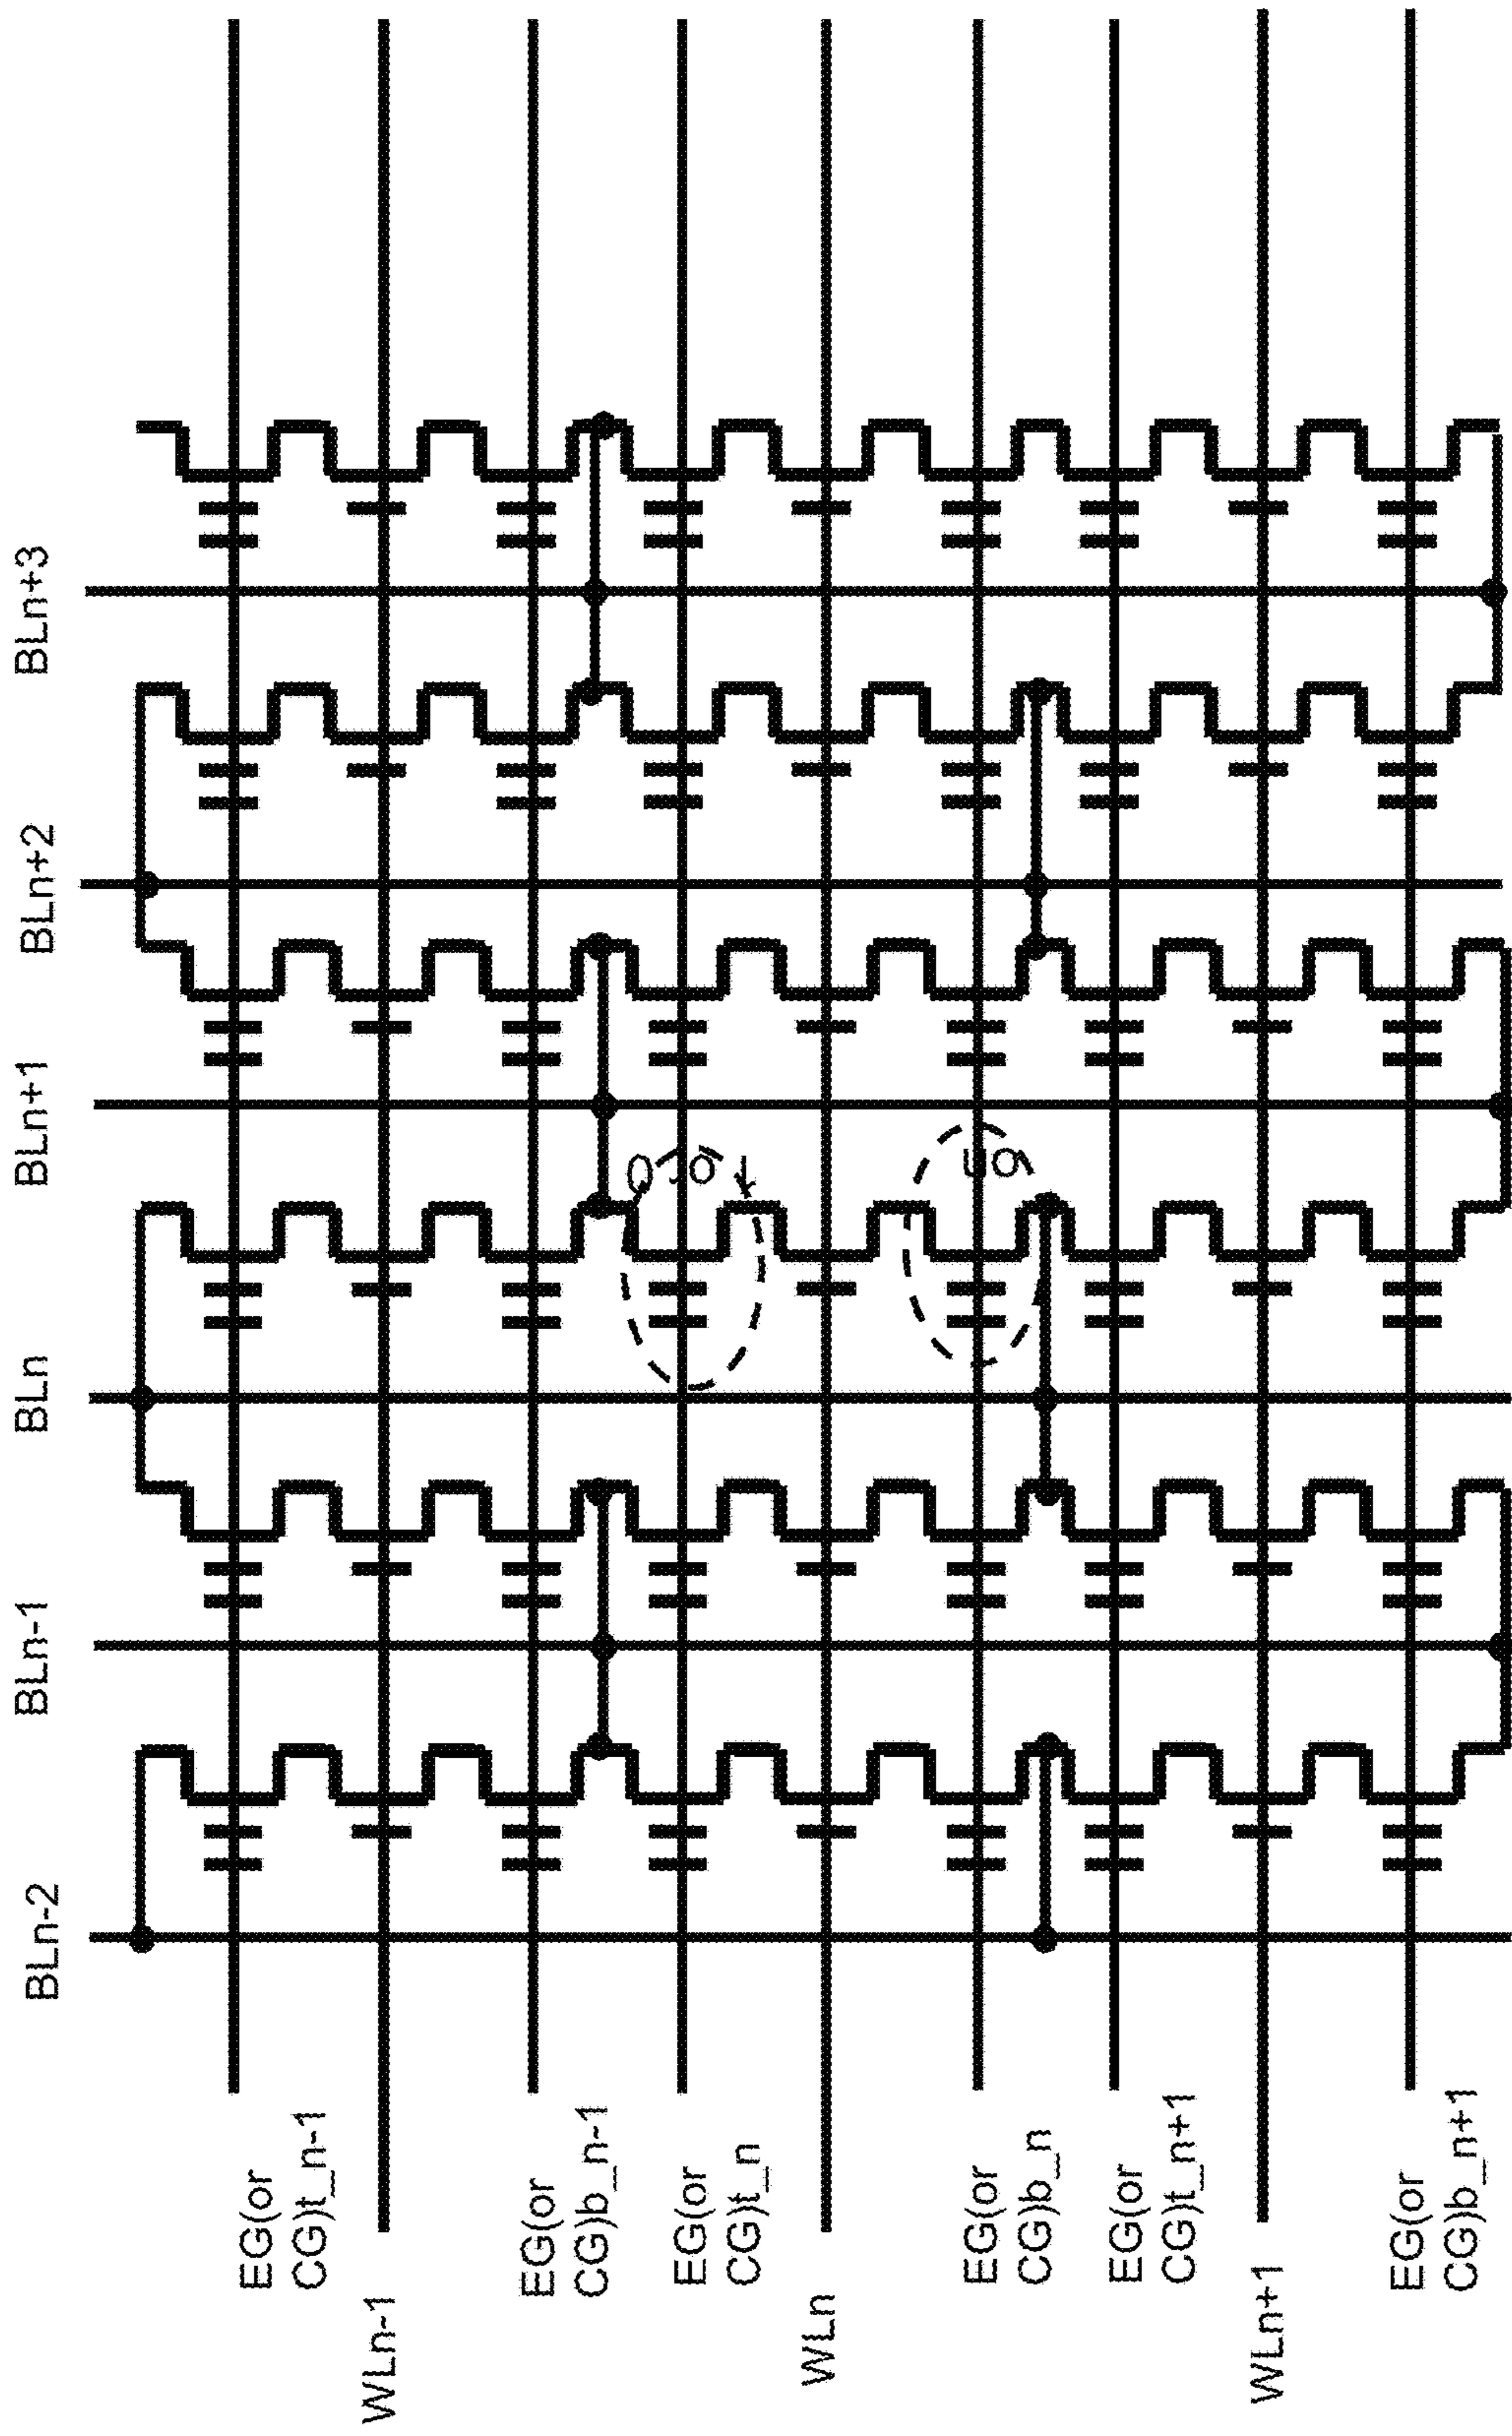 BLn-2
BLn-1
BLn
BLn+1
BLn+2
BLn+3
EG(or
CG)t_n-1
WLn-1
EG(or
CG)b_n-1
EG(or
CG)t_n
WLn
EG(or
CG)b_n
EG(or
CG)t_n+1
WLn+1
EG(or
CG)b_n+1